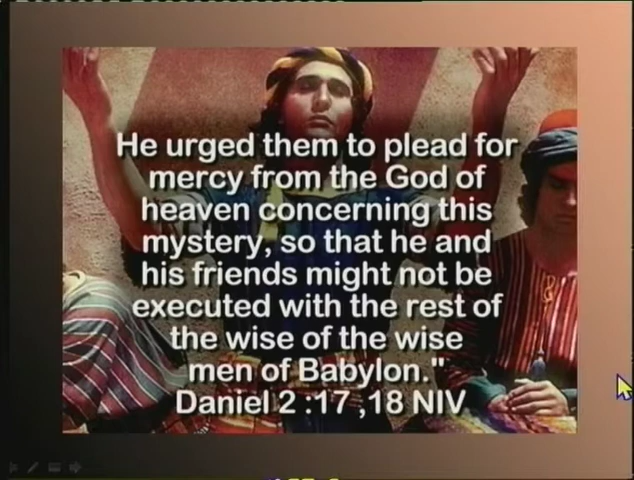 He urged them to plead for
mercy from the God of
heaven concerning this
mystery, so that he and
his friends might not be
executed with the rest of
the wise of the wise
men of Babylon."
Daniel 2 :17 ,18 NIV